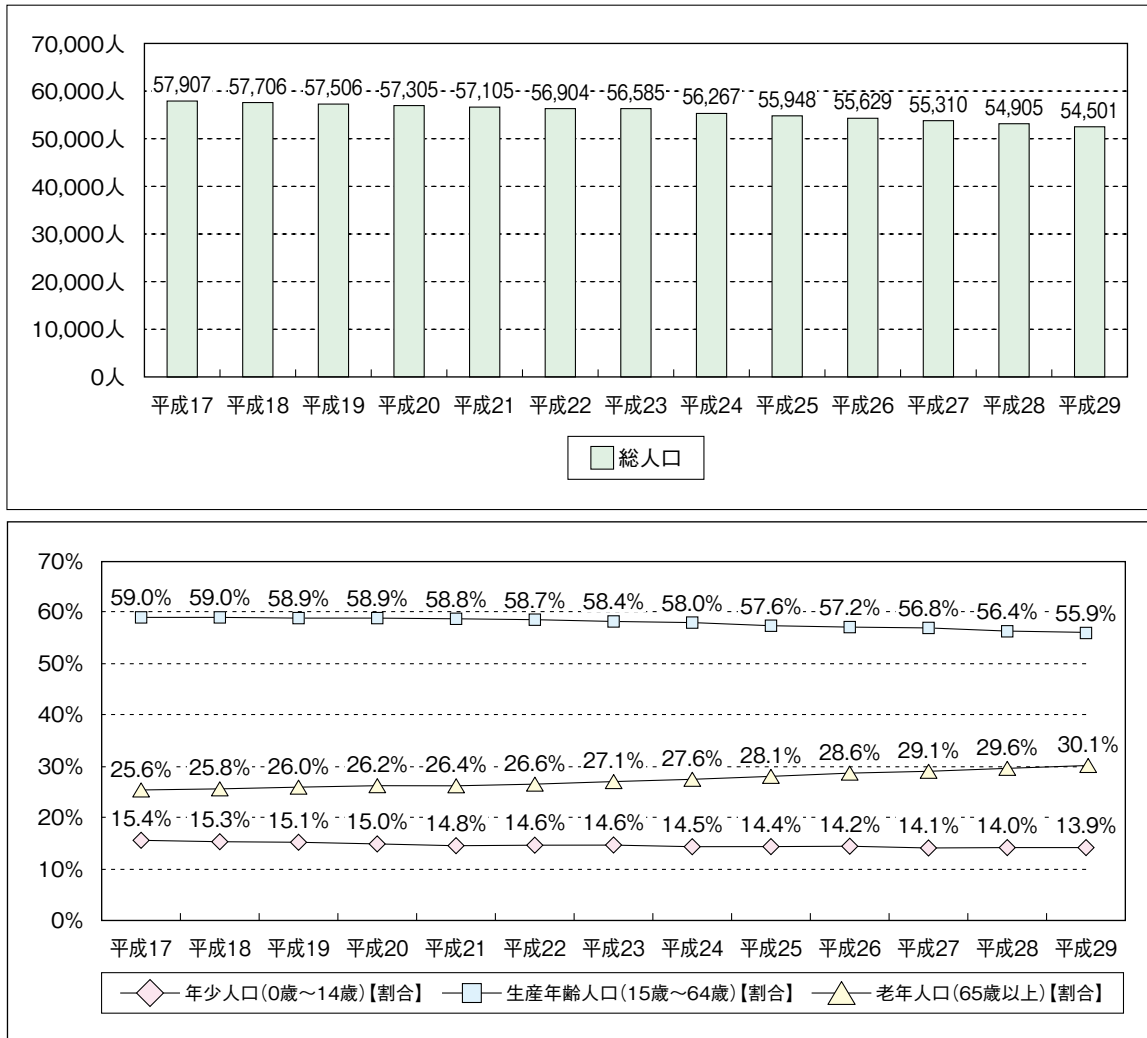 70,000人
57,907 57,706 57,506 57,305 57,105 56,904 56,585 56,267 55,948 55,629 55,310 54,905 54,501
60,000人
50,000人
40,000人
30,000人
20,000人
10,000人
0人
平成17 平成18 平成19 平成20 平成21 平成22 平成23 平成24 平成25 平成26 平成27 平成28 平成29
総人口
70%
59.0% 59.0% 58.9% 58.9% 58.8% 58.7% 58.4% 58.0% 57.6% 57.2% 56.8% 56.4% 55.9%
60%
50%
40%
30%
25.6% 25.8% 26.0% 26.2% 26.4% 26.6% 27.1% 27.6% 28.1% 28.6% 29.1% 29.6% 30.1%
20%
15.4% 15.3% 15.1% 15.0% 14.8% 14.6% 14.6% 14.5% 14.4% 14.2% 14.1% 14.0% 13.9%
10%
0%
平成17 平成18 平成19 平成20 平成21 平成22 平成23 平成24 平成25 平成26 平成27 平成28 平成29
年少人口(0歳～14歳)【割合】 生産年齢人口(15歳～64歳)【割合】 老年人口(65歳以上)【割合】